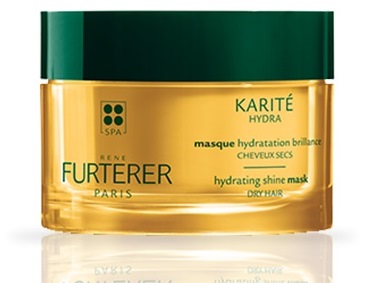 SPA
RENE
FURTERER
PARIS
KARITÉ
HYDRA
masque hydratation brillance
CHEVEUX SECS
hydrating shine mask
DRY HAIR